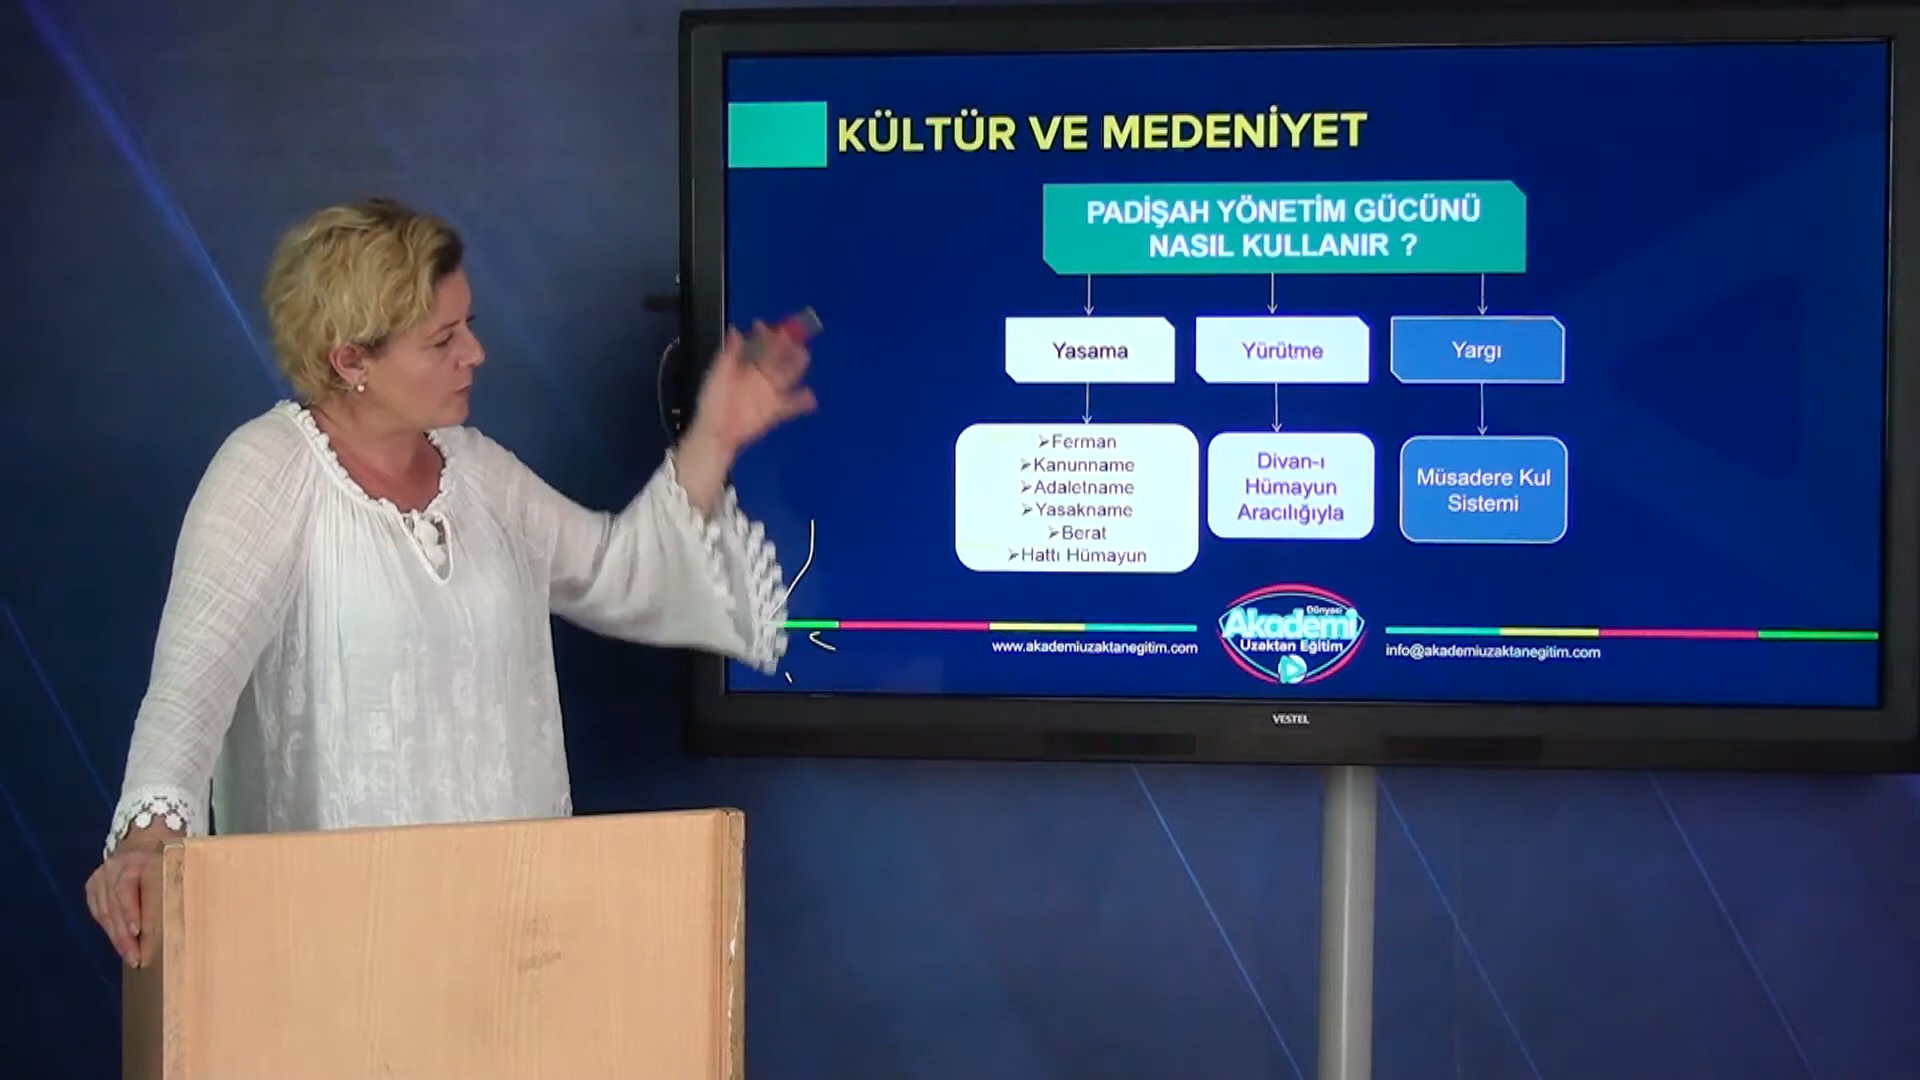 KÜLTÜR VE MEDENİYET
PADİŞAH YÖNETİM GÜCÜNÜ
NASIL KULLANIR ?
Yasama
Yürütme
Yargı
➢Ferman
➢Kanunname
➢Adaletname
➢Yasakname
➢Berat
➢Hattı Hümayun
Divan-ı
Hümayun
Aracılığıyla
Müsadere Kul
Sistemi
Dünyası
Akademi
Uzaktan Eğitim
www.akademiuzaktanegitim.com
info@akademiuzaktanegitim.com
VESTEL